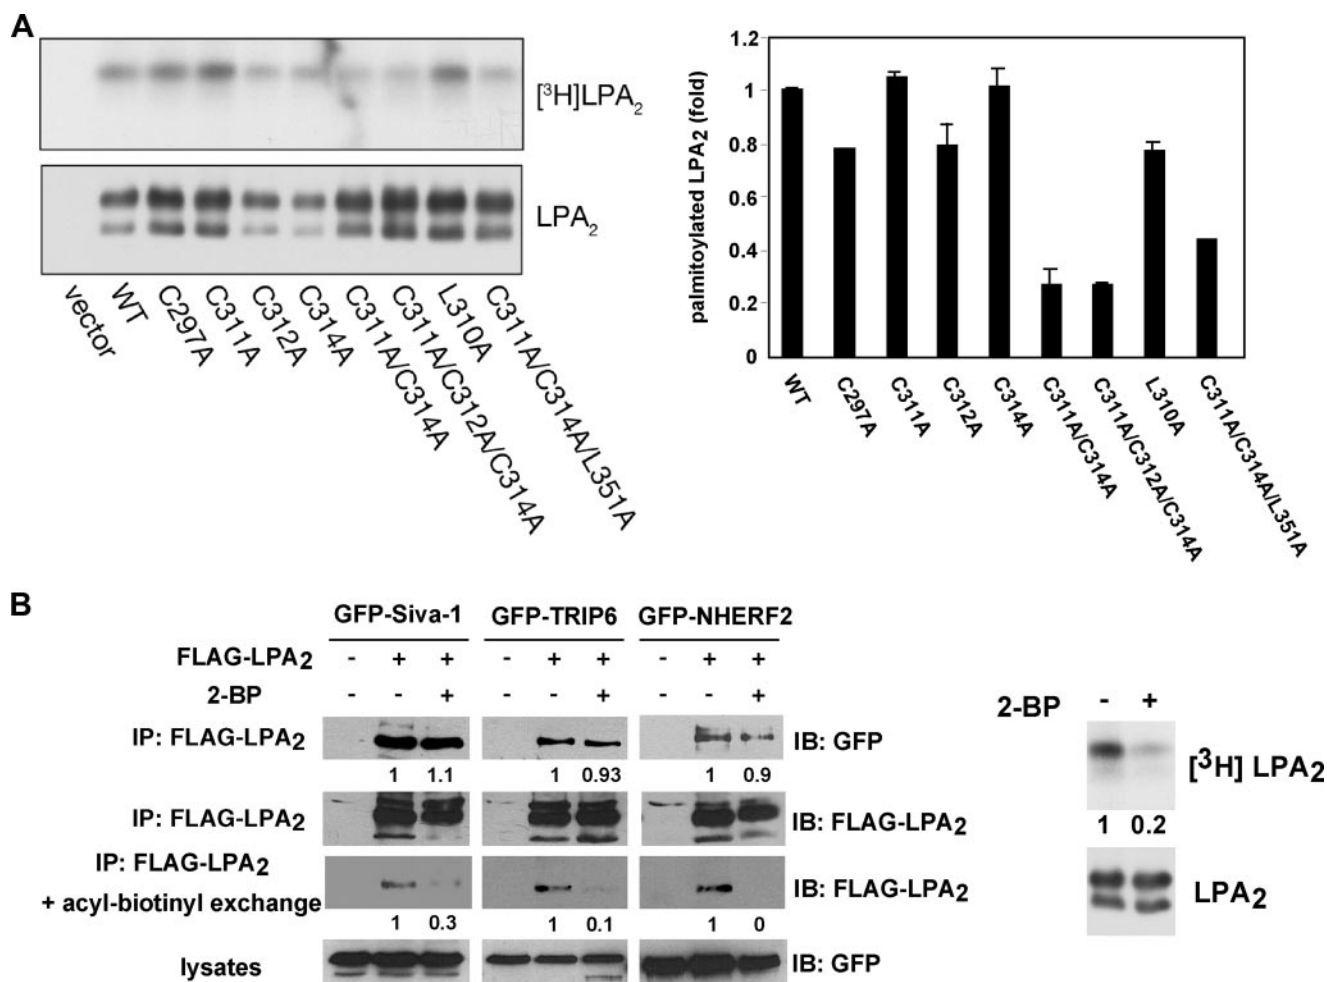 A
[³H]LPA₂
LPA₂
vector
WT
C297A
C311A
C312A
C314A
C311A/C314A
C311A/C312A/C314A
L310A
C311A/C314A/L351A
palmitoylated LPA₂ (fold)
1.2
1
0.8
0.6
0.4
0.2
0
WT
C297A
C311A
C312A
C314A
C311A/C314A
C311A/C312A/C314A
L310A
C311A/C314A/L351A
B
GFP-Siva-1 GFP-TRIP6 GFP-NHERF2
FLAG-LPA₂ - + + - + + - + +
2-BP - - + - - + - - +
IP: FLAG-LPA₂ IB: GFP
1 1.1 1 0.93 1 0.9
IP: FLAG-LPA₂ IB: FLAG-LPA₂
IP: FLAG-LPA₂
+ acyl-biotinyl exchange IB: FLAG-LPA₂
1 0.3 1 0.1 1 0
lysates IB: GFP
2-BP - +
[³H] LPA₂
1 0.2
LPA₂